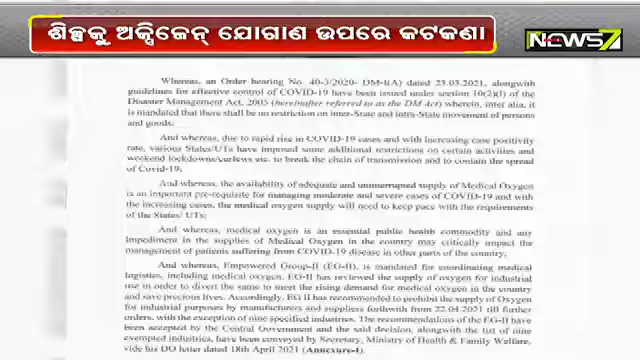 ଶିଳ୍ପକୁ ଅକ୍ସିଜେନ୍ ଯୋଗାଣ ଉପରେ କଟକଣା
NEWS7
Whereas, an Order bearing No. 40-3/2020- DM-I(A) dated 23.03.2021, alongwith
guidelines for effective control of COVID-19 have been issued under section 10(2)(l) of the
Disaster Management Act, 2005 (hereinafter referred to as the DM Act) wherein, inter alia, it
is mandated that there shall be no restriction on inter-State and intra-State movement of persons
and goods;
And whereas, due to rapid rise in COVID-19 cases and with increasing case positivity
rate, various States/UTs have imposed some additional restrictions on certain activities and
weekend lockdowns/curfews etc. to break the chain of transmission and to contain the spread
of Covid-19;
And whereas, the availability of adequate and uninterrupted supply of Medical Oxygen
is an important pre-requisite for managing moderate and severe cases of COVID-19 and with
the increasing cases, the medical oxygen supply will need to keep pace with the requirements
of the States/ UTs;
And whereas, medical oxygen is an essential public health commodity and any
impediment in the supplies of Medical Oxygen in the country may critically impact the
management of patients suffering from COVID-19 disease in other parts of the country.
And whereas, Empowered Group-II (EG-II), is mandated for coordinating medical
logistics, including medical oxygen. EG-II has reviewed the supply of oxygen for industrial
use in order to divert the same to meet the rising demand for medical oxygen in the country
and save precious lives. Accordingly, EG II has recommended to prohibit the supply of Oxygen
for industrial purposes by manufacturers and suppliers forthwith from 22.04.2021 till further
orders, with the exception of nine specified industries. The recommendations of the EG-II have
been accepted by the Central Government and the said decision, alongwith the list of nine
exempted industries, have been conveyed by Secretary, Ministry of Health & Family Welfare,
vide his DO letter dated 18th April 2021 (Annexure-I).